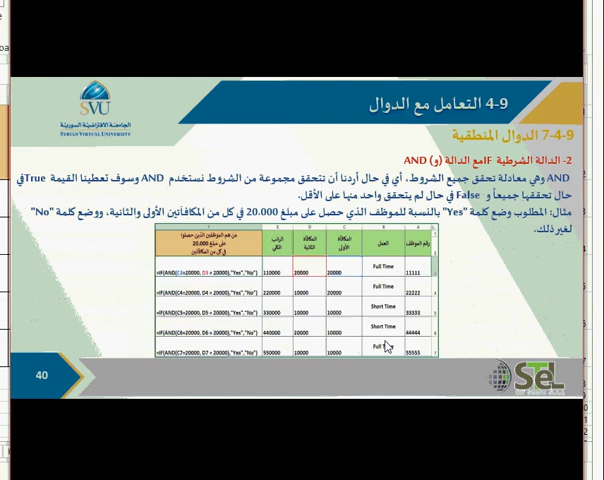 SVU
الجامعة الافتراضية السورية
SYRIAN VIRTUAL UNIVERSITY
4-9 التعامل مع الدوال
7-4-9 الدوال المنطقية
2- الدالة الشرطية IF مع الدالة (و) AND
AND وهي معادلة تحقق جميع الشروط، أي في حال أردنا أن تتحقق مجموعة من الشروط نستخدم AND وسوف تعطينا القيمة True في
حال تحققها جميعاً و False في حال لم يتحقق واحد منها على الأقل.
مثال: المطلوب وضع كلمة "Yes" بالنسبة للموظف الذي حصل على مبلغ 20.000 في كل من المكافأتين الأولى والثانية، ووضع كلمة "No"
لغير ذلك.
رقم الموظف العمل المكافأة الأولى المكافأة الثانية الراتب الكلي من هم الموظفين الذين حصلوا على مبلغ 20.000 في كل من المكافأتين
11111 Full Time 20000 20000 110000 =IF(AND(C3=20000, D3 = 20000),"Yes","No")
22222 Full Time 20000 10000 220000 =IF(AND(C4=20000, D4 = 20000),"Yes","No")
33333 Short Time 10000 10000 330000 =IF(AND(C5=20000, D5 = 20000),"Yes","No")
44444 Short Time 10000 20000 440000 =IF(AND(C6=20000, D6 = 20000),"Yes","No")
55555 Full 10000 10000 550000 =IF(AND(C7=20000, D7 = 20000),"Yes","No")
40